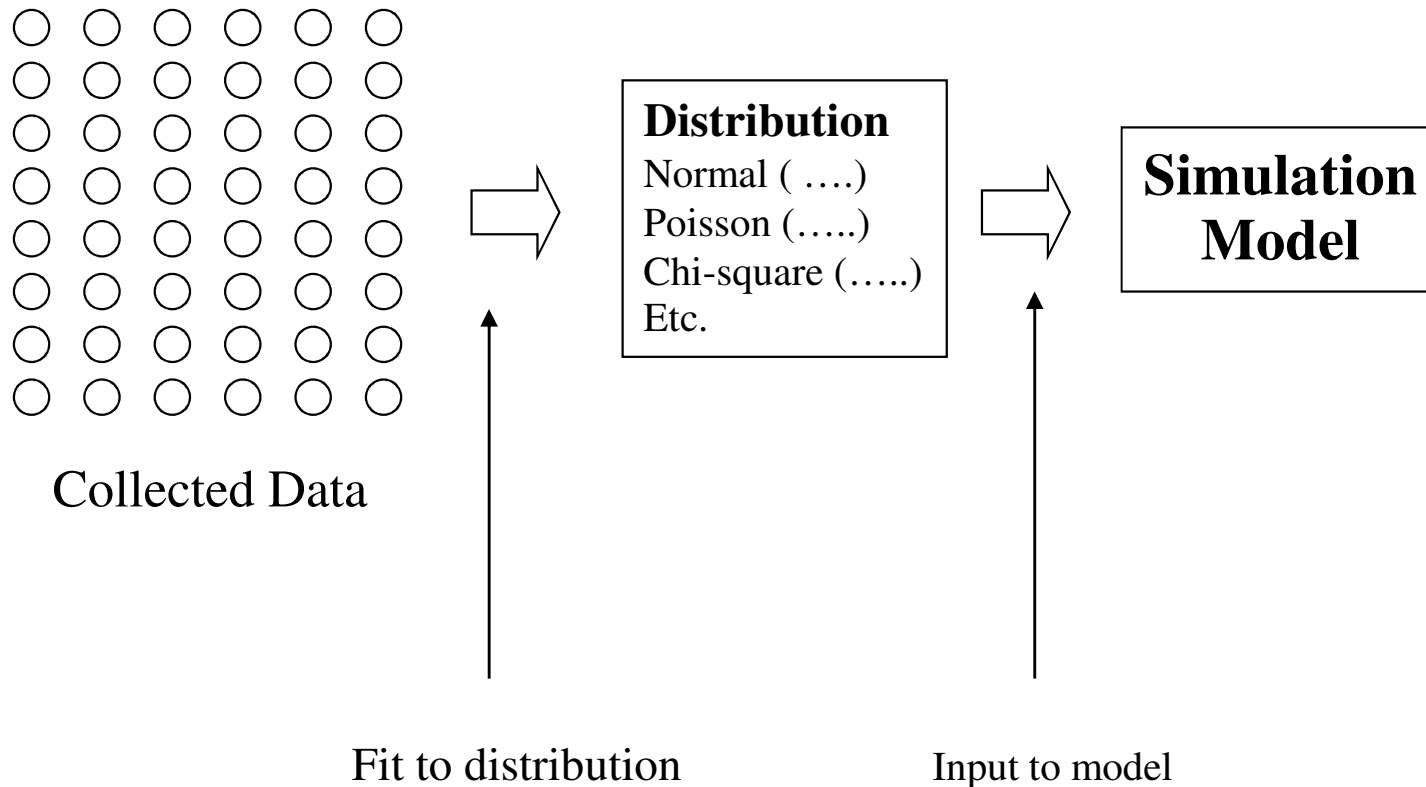 Distribution
Normal ( ….)
Poisson (…..)
Chi-square (…..)
Etc.
Simulation
Model
Collected Data
Fit to distribution
Input to model